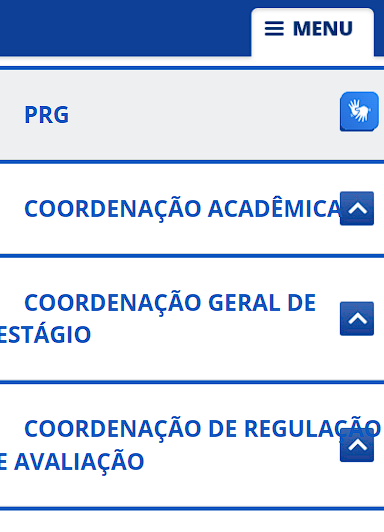 MENU
PRG
COORDENAÇÃO ACADÊMICA
COORDENAÇÃO GERAL DE
ESTÁGIO
COORDENAÇÃO DE REGULAÇÃO
E AVALIAÇÃO